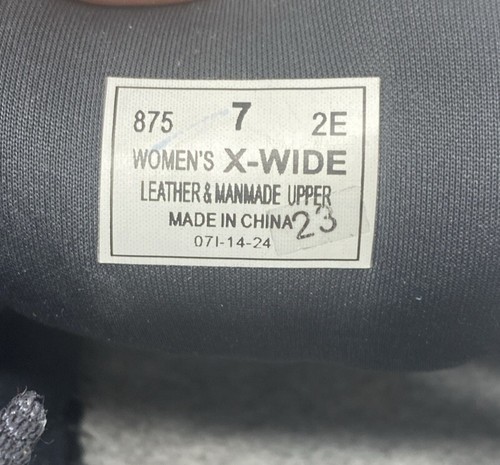 875 7 2E
WOMEN'S X-WIDE
LEATHER & MANMADE UPPER
MADE IN CHINA
23
07I-14-24